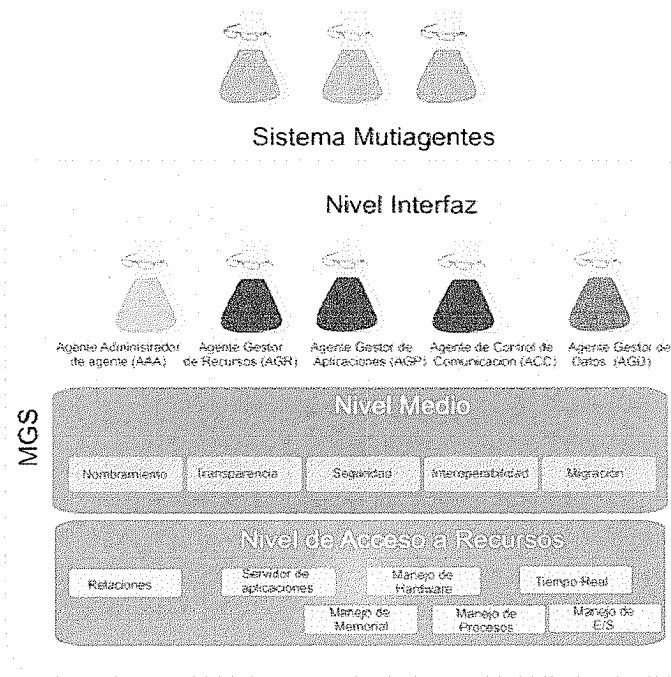 Sistema Mutiagentes
Nivel Interfaz
Agente Administrador
de agente (AAA)
Agente Gestor
de Recursos (AGR)
Agente Gestor de
Aplicaciones (AGP)
Agente de Control de
Comunicación (ACC)
Agente Gestor de
Datos (AGD)
MGS
Nivel Medio
Nombramiento
Transparencia
Seguridad
Interoperabilidad
Migración
Nivel de Acceso a Recursos
Relaciones
Servidor de
aplicaciones
Manejo de
Hardware
Tiempo Real
Manejo de
Memorial
Manejo de
Procesos
Manejo de
E/S